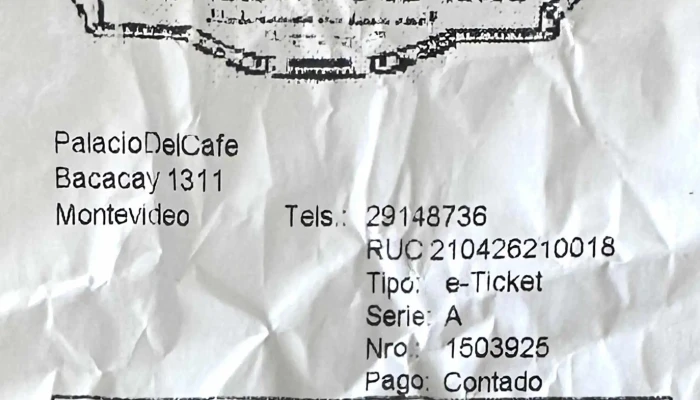 PalacioDelCafe
Bacacay 1311
Montevideo Tels.: 29148736
RUC 210426210018
Tipo: e-Ticket
Serie: A
Nro.: 1503925
Pago: Contado